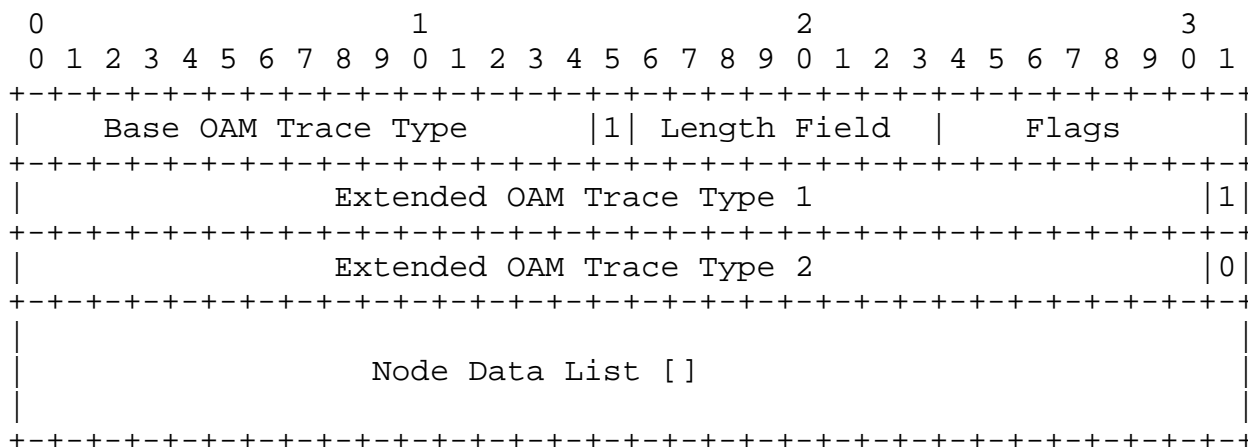 0                   1                   2                   3
 0 1 2 3 4 5 6 7 8 9 0 1 2 3 4 5 6 7 8 9 0 1 2 3 4 5 6 7 8 9 0 1
+-+-+-+-+-+-+-+-+-+-+-+-+-+-+-+-+-+-+-+-+-+-+-+-+-+-+-+-+-+-+-+-+
|    Base OAM Trace Type      |1| Length Field  |    Flags      |
+-+-+-+-+-+-+-+-+-+-+-+-+-+-+-+-+-+-+-+-+-+-+-+-+-+-+-+-+-+-+-+-+
|                Extended OAM Trace Type 1                    |1|
+-+-+-+-+-+-+-+-+-+-+-+-+-+-+-+-+-+-+-+-+-+-+-+-+-+-+-+-+-+-+-+-+
|                Extended OAM Trace Type 2                    |0|
+-+-+-+-+-+-+-+-+-+-+-+-+-+-+-+-+-+-+-+-+-+-+-+-+-+-+-+-+-+-+-+-+
|                                                               |
|                  Node Data List []                            |
|                                                               |
+-+-+-+-+-+-+-+-+-+-+-+-+-+-+-+-+-+-+-+-+-+-+-+-+-+-+-+-+-+-+-+-+